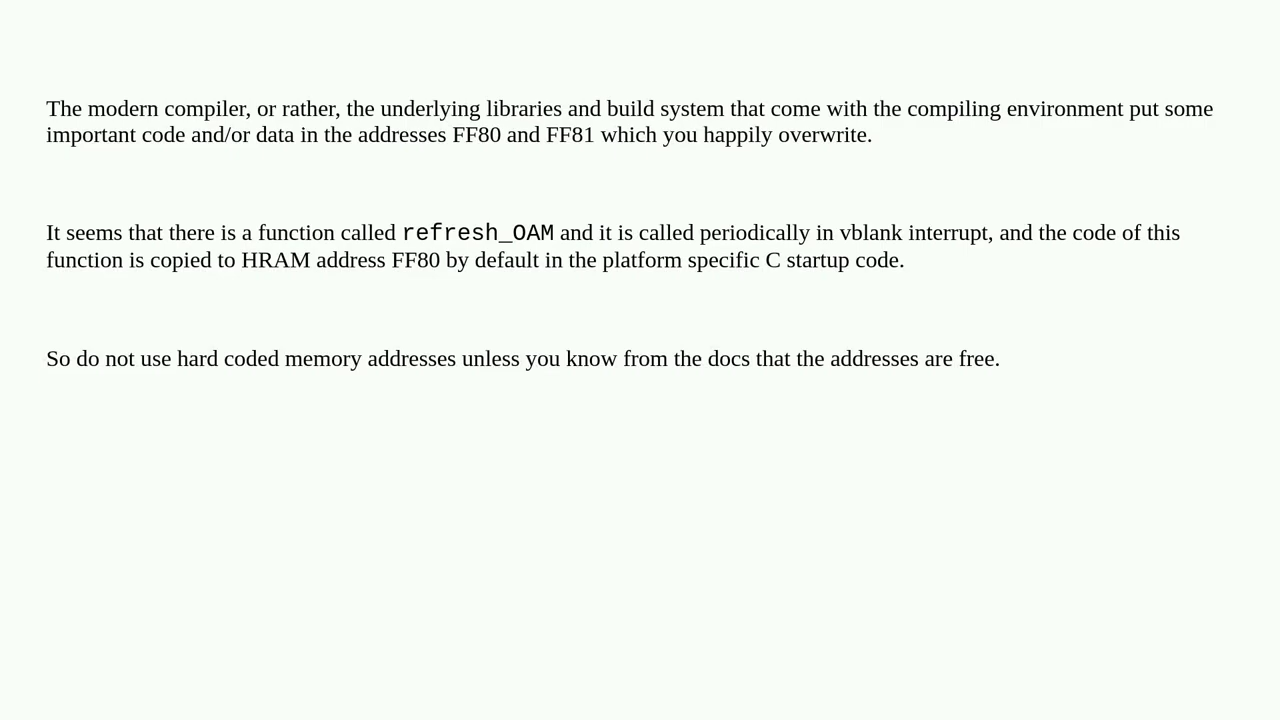 The modern compiler, or rather, the underlying libraries and build system that come with the compiling environment put some
important code and/or data in the addresses FF80 and FF81 which you happily overwrite.
It seems that there is a function called refresh_OAM and it is called periodically in vblank interrupt, and the code of this
function is copied to HRAM address FF80 by default in the platform specific C startup code.
So do not use hard coded memory addresses unless you know from the docs that the addresses are free.